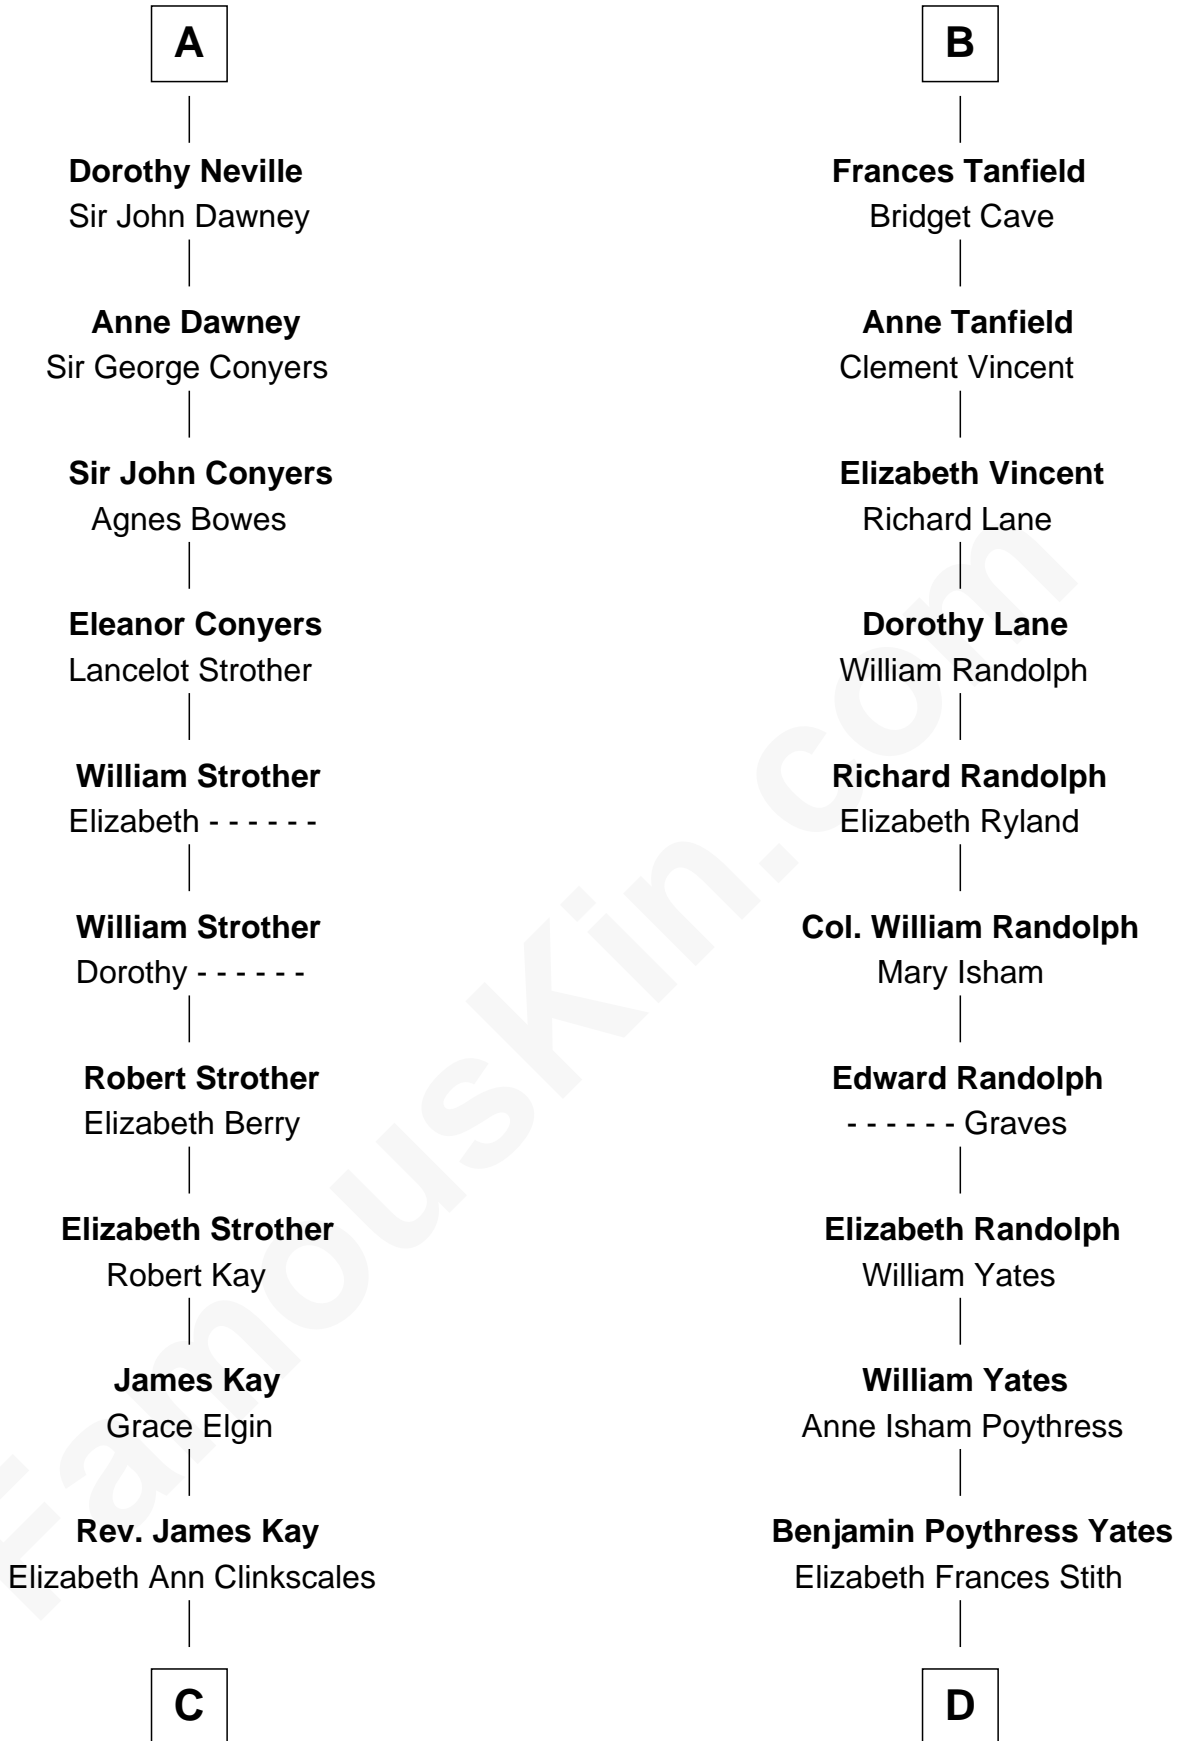 A
Dorothy Neville
Sir John Dawney
Anne Dawney
Sir George Conyers
Sir John Conyers
Agnes Bowes
Eleanor Conyers
Lancelot Strother
William Strother
Elizabeth - - - - - -
William Strother
Dorothy - - - - - -
Robert Strother
Elizabeth Berry
Elizabeth Strother
Robert Kay
James Kay
Grace Elgin
Rev. James Kay
Elizabeth Ann Clinkscales
C
B
Frances Tanfield
Bridget Cave
Anne Tanfield
Clement Vincent
Elizabeth Vincent
Richard Lane
Dorothy Lane
William Randolph
Richard Randolph
Elizabeth Ryland
Col. William Randolph
Mary Isham
Edward Randolph
- - - - - - Graves
Elizabeth Randolph
William Yates
William Yates
Anne Isham Poythress
Benjamin Poythress Yates
Elizabeth Frances Stith
D
FamousKin.com